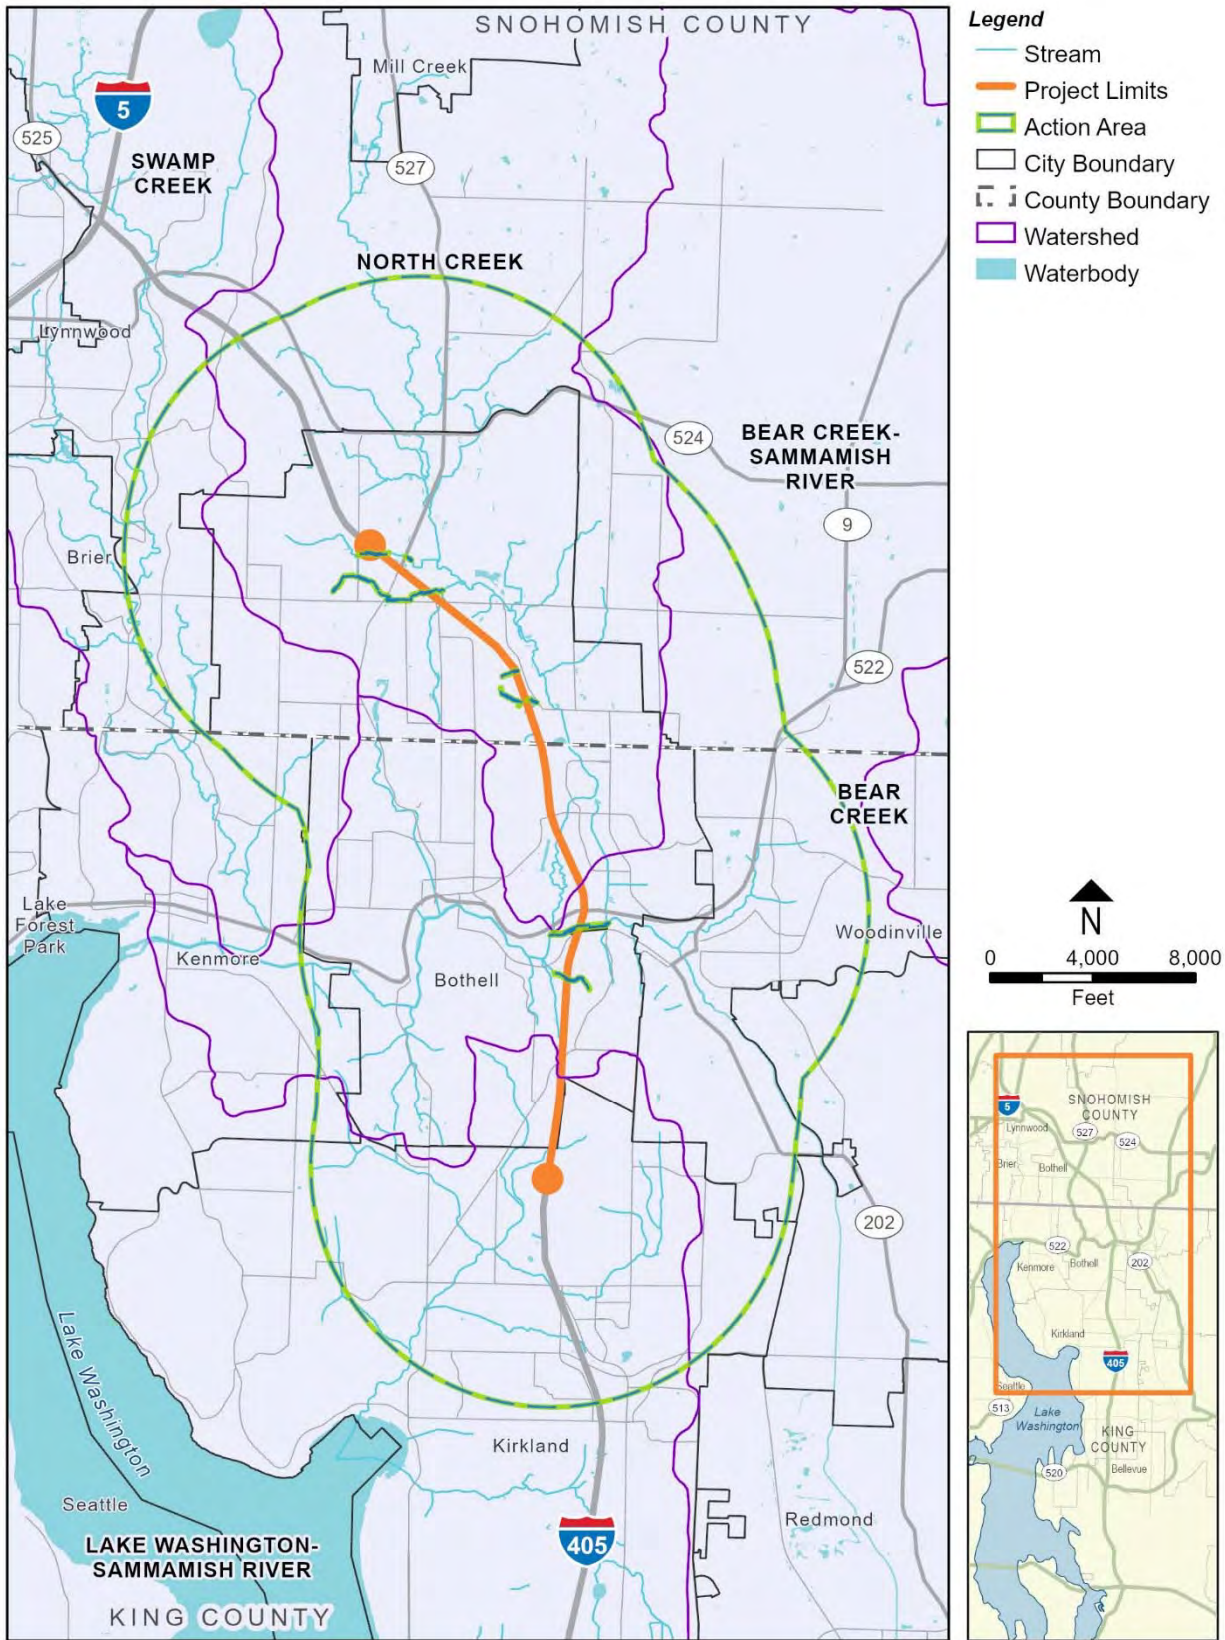 SNOHOMISH COUNTY
Mill Creek
5
525
SWAMP
CREEK
527
NORTH CREEK
Lynnwood
524
BEAR CREEK-
SAMMAMISH
RIVER
9
Brier
522
BEAR
CREEK
Lake
Forest
Park
Kenmore
Woodinville
Bothell
202
Lake Washington
Kirkland
Seattle
Redmond
405
LAKE WASHINGTON-
SAMMAMISH RIVER
KING COUNTY
Legend
Stream
Project Limits
Action Area
City Boundary
County Boundary
Watershed
Waterbody
N
0 4,000 8,000
Feet
5
SNOHOMISH
COUNTY
Lynnwood
527
524
Brier
Bothell
522
Kenmore
Bothell
202
Kirkland
405
Seattle
513
Lake
Washington
KING
COUNTY
520
Bellevue